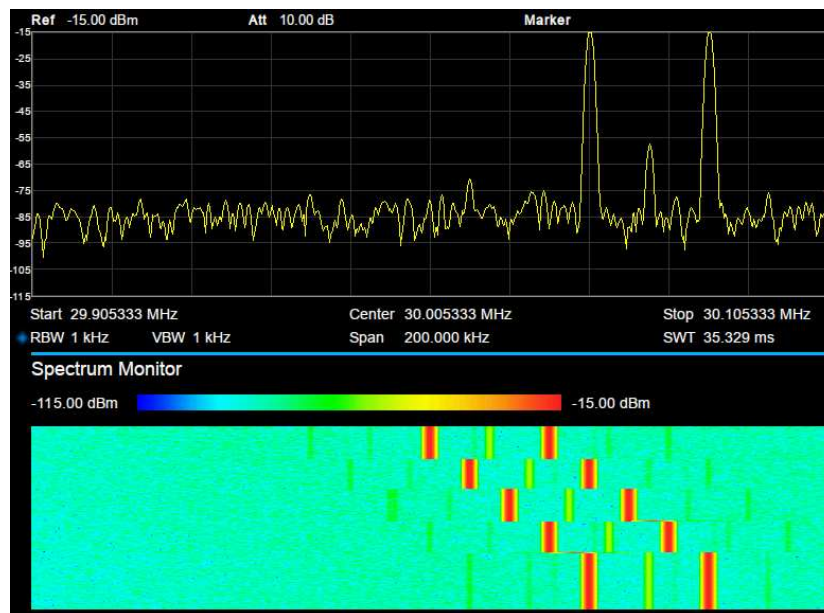 Ref -15.00 dBm Att 10.00 dB Marker
-15
-25
-35
-45
-55
-65
-75
-85
-95
-105
-115
Start 29.905333 MHz Center 30.005333 MHz Stop 30.105333 MHz
RBW 1 kHz VBW 1 kHz Span 200.000 kHz SWT 35.329 ms
Spectrum Monitor
-115.00 dBm -15.00 dBm